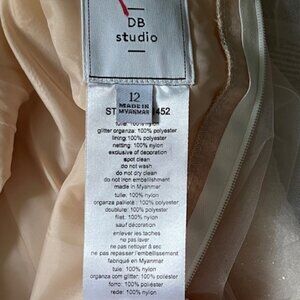 DB
studio
12
MADE IN
MYANMAR
ST
452
tulle: 100% nylon
glitter organza: 100% polyester
lining: 100% polyester
netting: 100% nylon
exclusive of decoration
spot clean
do not wash
do not dry clean
do not iron embellishment
made in Myanmar
tulle: 100% nylon
organza pailleté: 100% polyester
doublure: 100% polyester
filet: 100% nylon
sauf décoration
enlever les taches
ne pas laver
ne pas nettoyer à sec
ne pas repasser l'embellissement
fabriqué en Myanmar
tule: 100% nylon
organza com glitter: 100% polyester
forro: 100% polyester
rede: 100% nylon